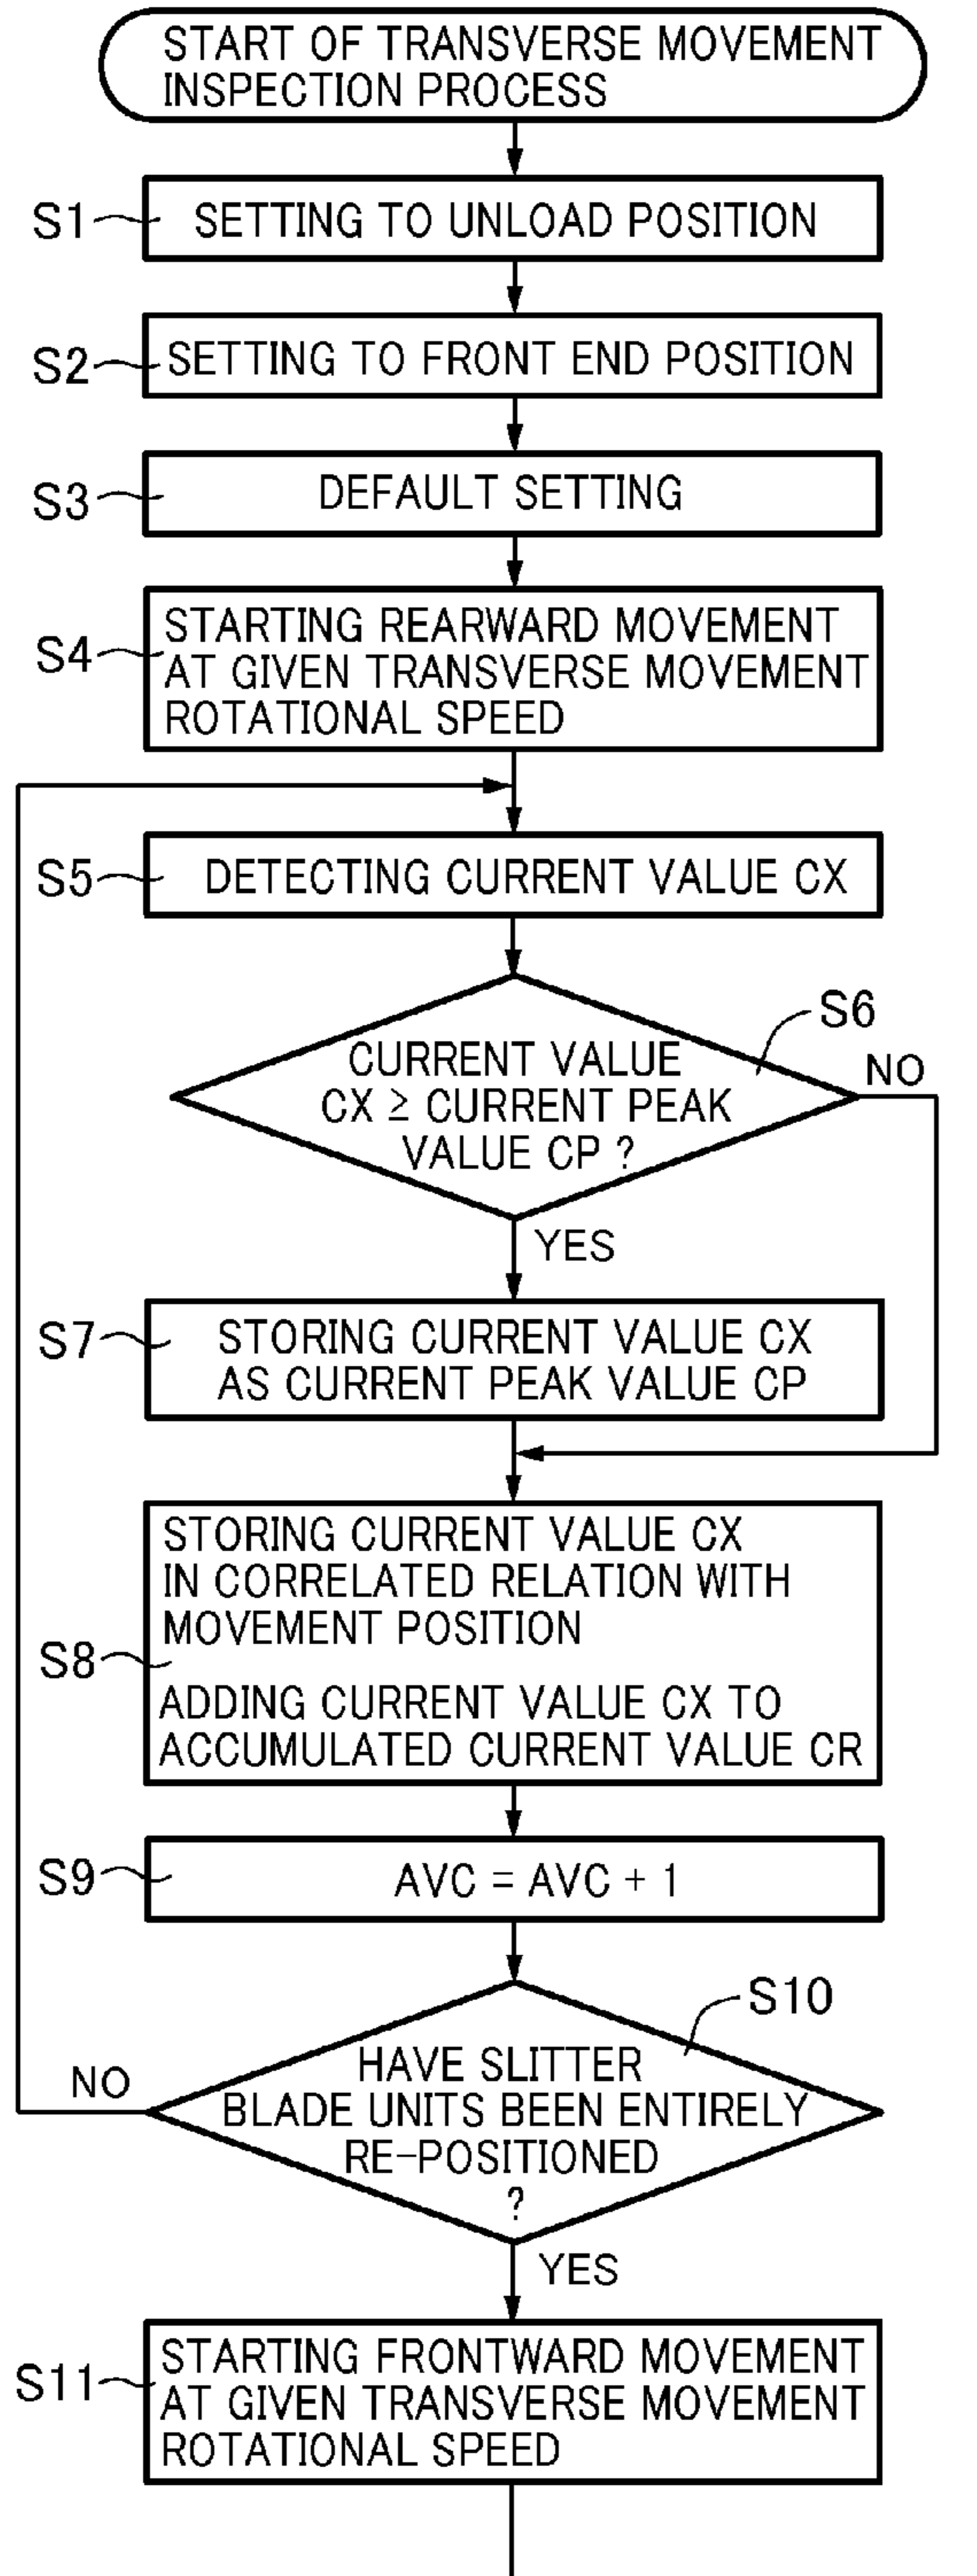 START OF TRANSVERSE MOVEMENT
INSPECTION PROCESS
S1
SETTING TO UNLOAD POSITION
S2
SETTING TO FRONT END POSITION
S3
DEFAULT SETTING
S4
STARTING REARWARD MOVEMENT
AT GIVEN TRANSVERSE MOVEMENT
ROTATIONAL SPEED
S5
DETECTING CURRENT VALUE CX
S6
CURRENT VALUE
CX ≥ CURRENT PEAK
VALUE CP ?
NO
YES
S7
STORING CURRENT VALUE CX
AS CURRENT PEAK VALUE CP
S8
STORING CURRENT VALUE CX
IN CORRELATED RELATION WITH
MOVEMENT POSITION
ADDING CURRENT VALUE CX TO
ACCUMULATED CURRENT VALUE CR
S9
AVC = AVC + 1
S10
HAVE SLITTER
BLADE UNITS BEEN ENTIRELY
RE-POSITIONED
?
NO
YES
S11
STARTING FRONTWARD MOVEMENT
AT GIVEN TRANSVERSE MOVEMENT
ROTATIONAL SPEED